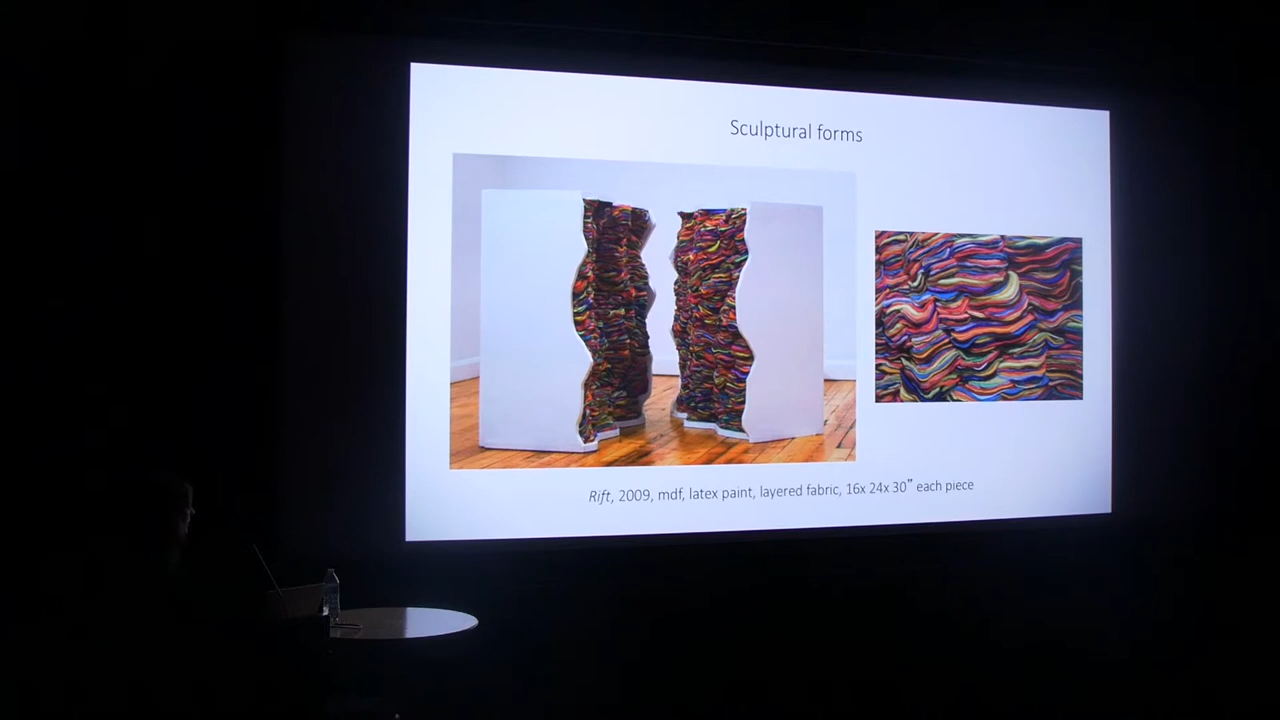 Sculptural forms
Rift, 2009, mdf, latex paint, layered fabric, 16x 24x 30” each piece